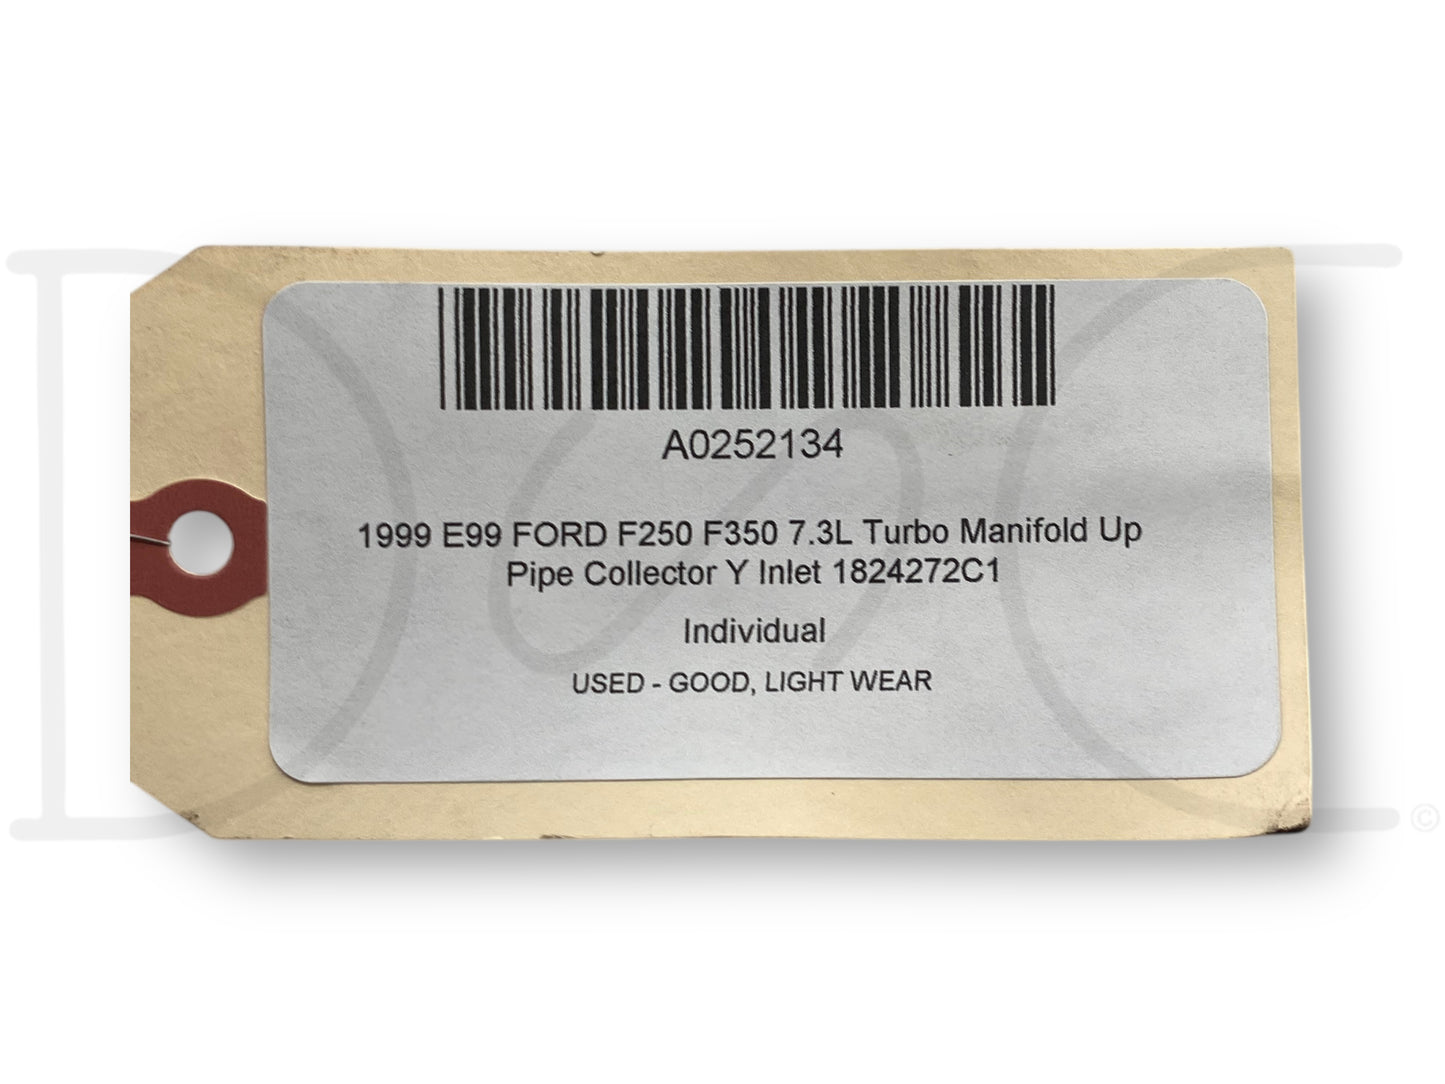 A0252134
1999 E99 FORD F250 F350 7.3L Turbo Manifold Up
Pipe Collector Y Inlet 1824272C1
Individual
USED - GOOD, LIGHT WEAR
©